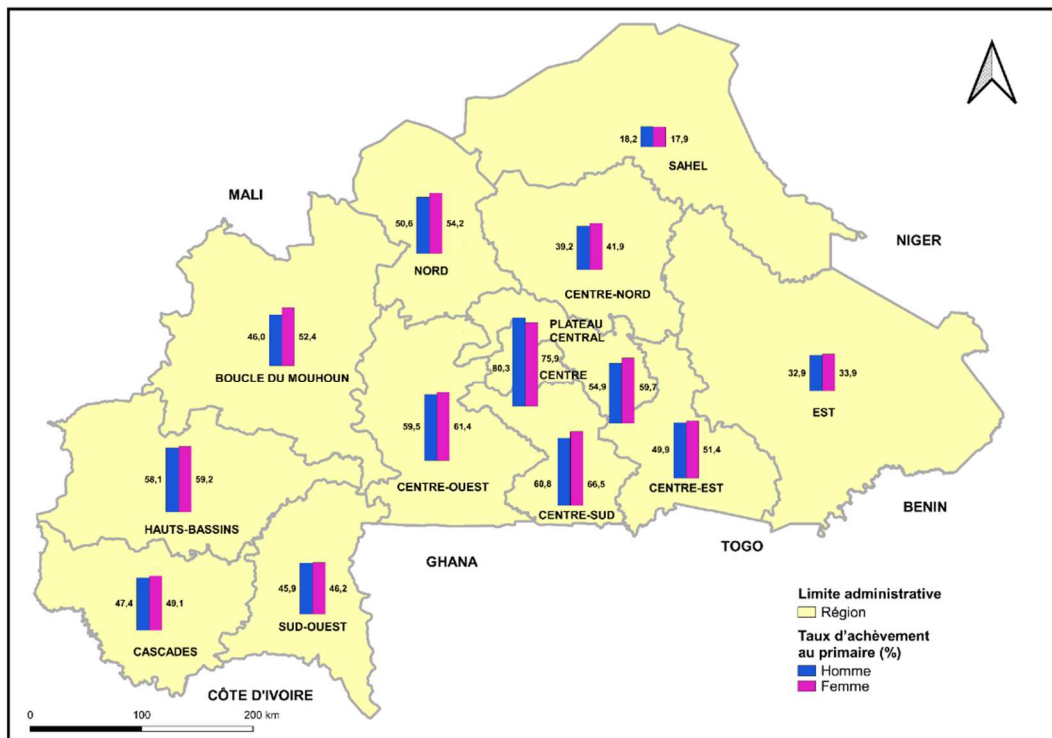 18,2 17,9
SAHEL
MALI
50,6 54,2
NORD
39,2 41,9
CENTRE-NORD
NIGER
46,0 52,4
BOUCLE DU MOUHOUN
PLATEAU
CENTRAL
80,3 75,9
CENTRE
54,9 59,7
32,9 33,9
EST
59,5 61,4
CENTRE-OUEST
49,9 51,4
CENTRE-EST
60,8 66,5
CENTRE-SUD
58,1 59,2
HAUTS-BASSINS
BENIN
TOGO
GHANA
47,4 49,1
CASCADES
45,9 46,2
SUD-OUEST
CÔTE D'IVOIRE
Limite administrative
Région
Taux d'achèvement
au primaire (%)
Homme
Femme
0 100 200 km